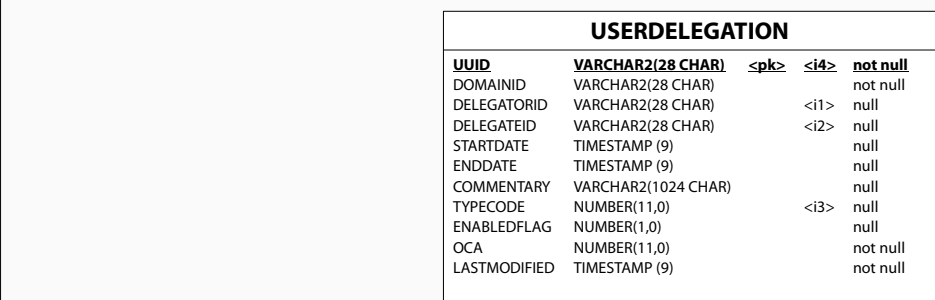 USERDELEGATION
UUID VARCHAR2(28 CHAR) <pk> <i4> not null
DOMAINID VARCHAR2(28 CHAR) not null
DELEGATORID VARCHAR2(28 CHAR) <i1> null
DELEGATEID VARCHAR2(28 CHAR) <i2> null
STARTDATE TIMESTAMP (9) null
ENDDATE TIMESTAMP (9) null
COMMENTARY VARCHAR2(1024 CHAR) null
TYPECODE NUMBER(11,0) <i3> null
ENABLEDFLAG NUMBER(1,0) null
OCA NUMBER(11,0) not null
LASTMODIFIED TIMESTAMP (9) not null